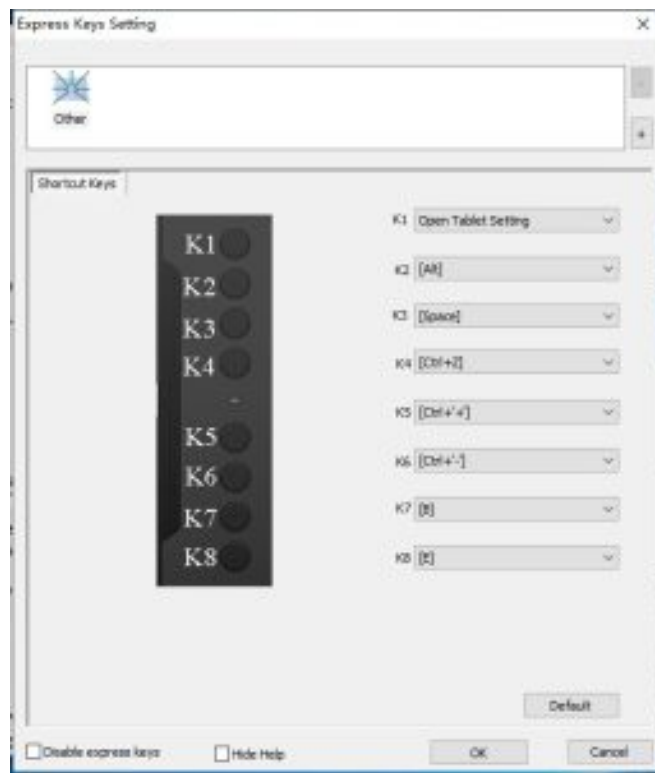 Express Keys Setting
Other
Shortcut Keys
K1
K2
K3
K4
K5
K6
K7
K8
K1 Open Tablet Setting
K2 [Alt]
K3 [Space]
K4 [Ctrl+Z]
K5 [Ctrl+'+']
K6 [Ctrl+'-']
K7
K8 [E]
Default
Disable express keys
Hide Help
OK
Cancel